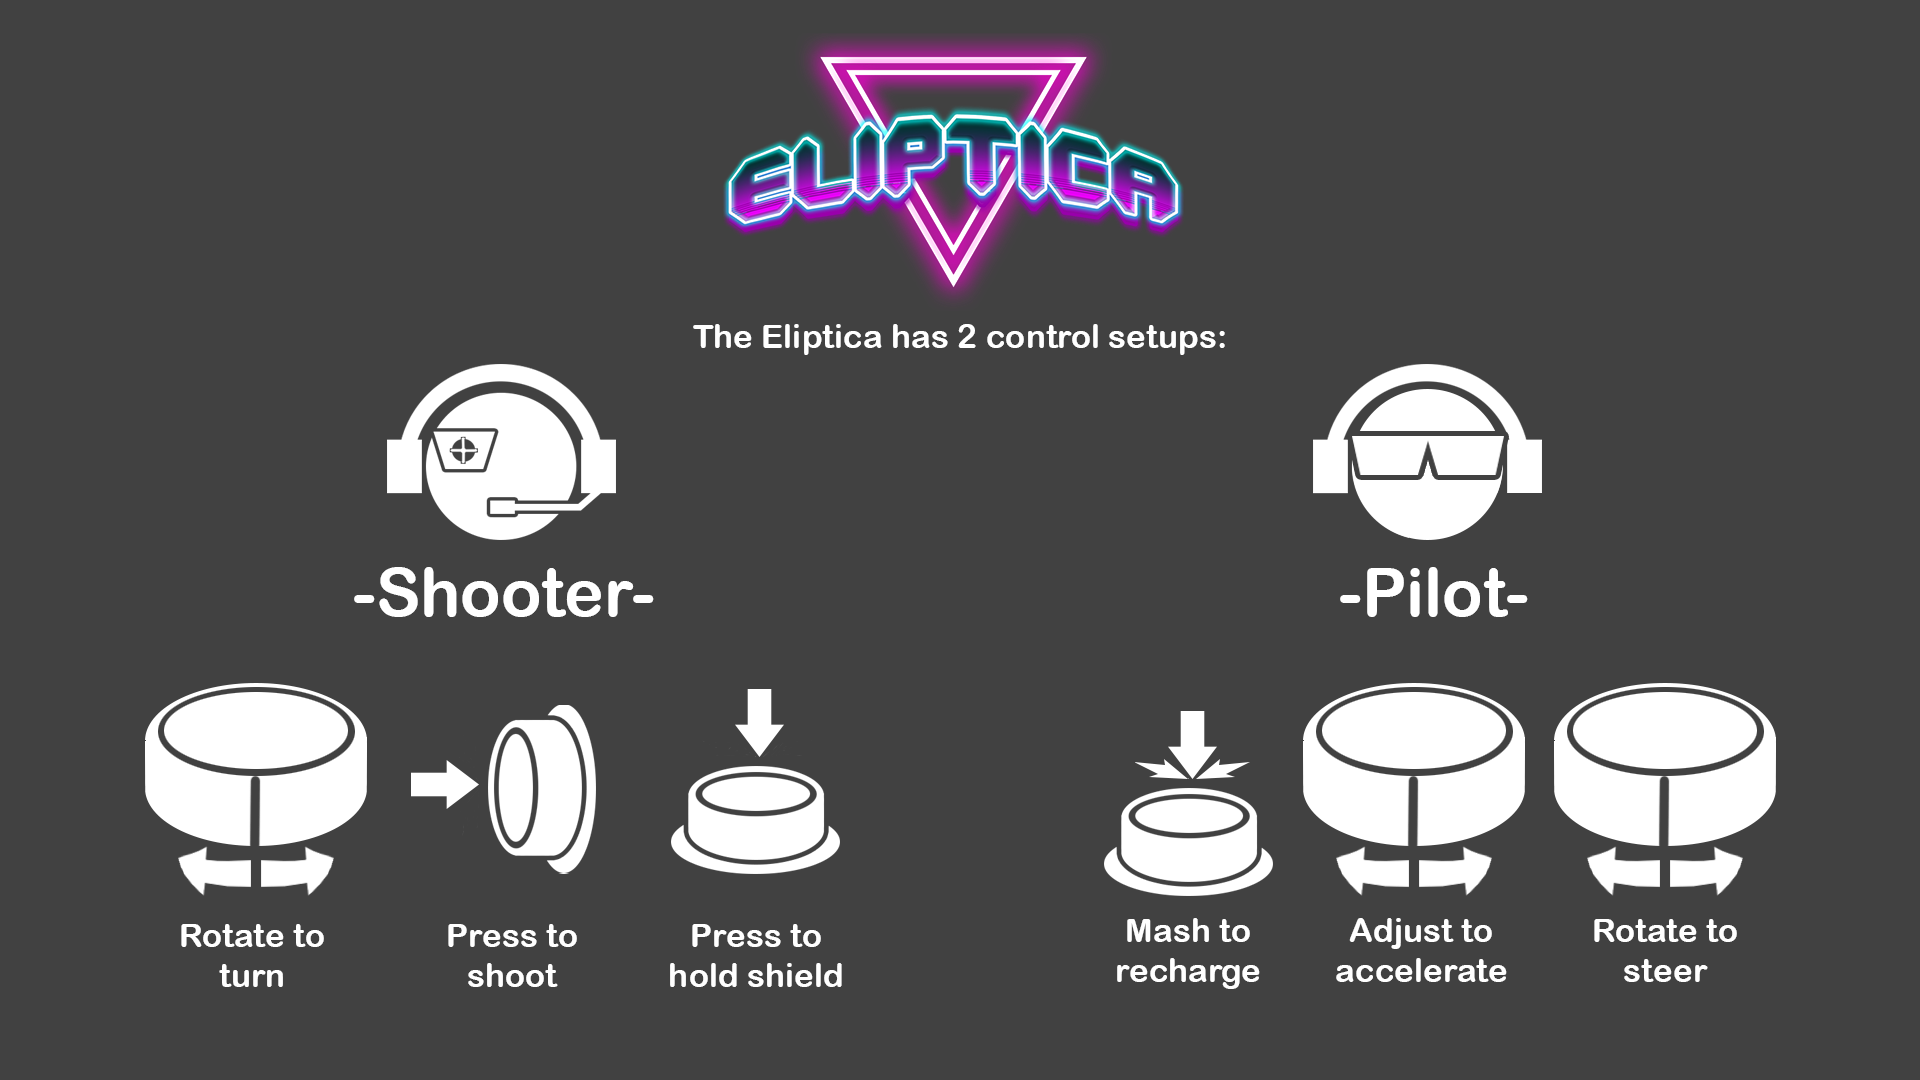 ELIPTICA
The Eliptica has 2 control setups:
-Shooter-
-Pilot-
Rotate to
turn
Press to
shoot
Press to
hold shield
Mash to
recharge
Adjust to
accelerate
Rotate to
steer